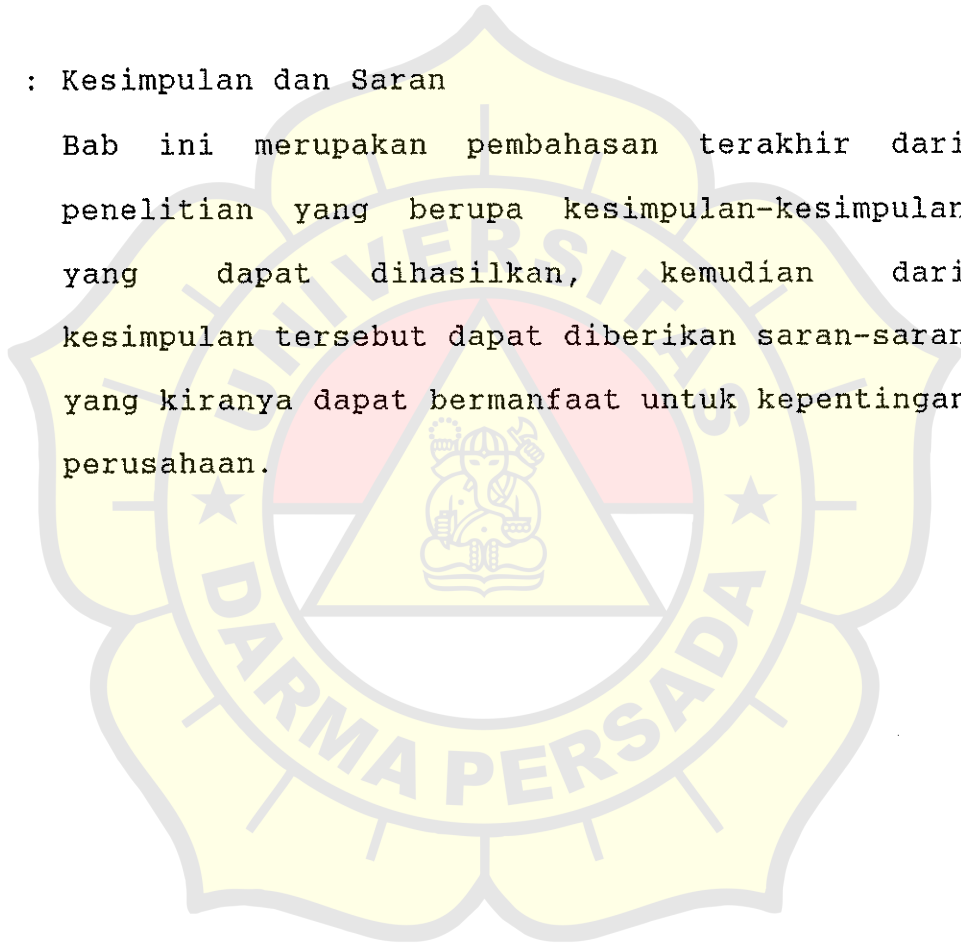 : Kesimpulan dan Saran
Bab ini merupakan pembahasan terakhir dari
penelitian yang berupa kesimpulan-kesimpulan
yang dapat dihasilkan, kemudian dari
kesimpulan tersebut dapat diberikan saran-saran
yang kiranya dapat bermanfaat untuk kepentingan
perusahaan.
UNIVERSITAS
DARMA PERSADA